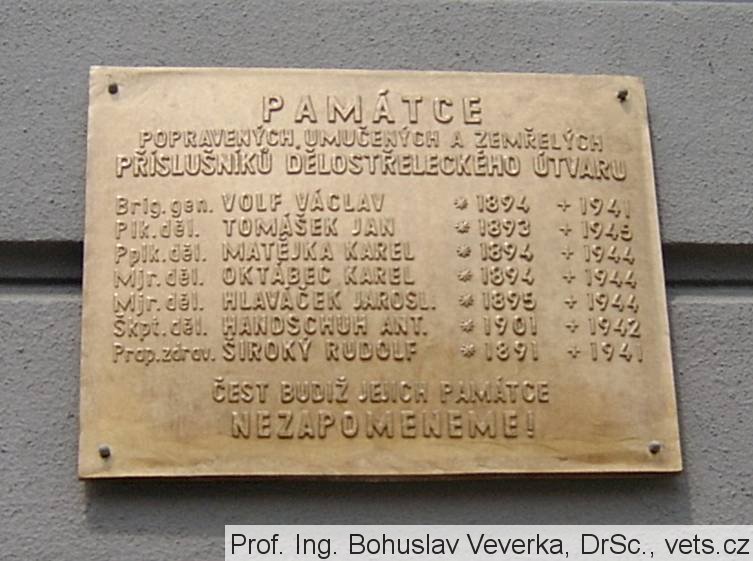 PAMÁTCE
POPRAVENÝCH, UMUČENÝCH A ZEMŘELÝCH
PŘÍSLUŠNÍKŮ DĚLOSTŘELECKÉHO ÚTVARU
Brig. gen. VOLF VÁCLAV * 1894 + 1941
Plk. děl. TOMÁŠEK JAN * 1893 + 1945
Pplk. děl. MATĚJKA KAREL * 1894 + 1944
Mjr. děl. OKTÁBEC KAREL * 1894 + 1944
Mjr. děl. HLAVÁČEK JAROSL. * 1895 + 1944
Škpt. děl. HANDSCHUH ANT. * 1901 + 1942
Prap. zdrav. ŠIROKÝ RUDOLF * 1891 + 1941
ČEST BUDIŽ JEJICH PAMÁTCE
NEZAPOMENEME!
Prof. Ing. Bohuslav Veverka, DrSc., vets.cz